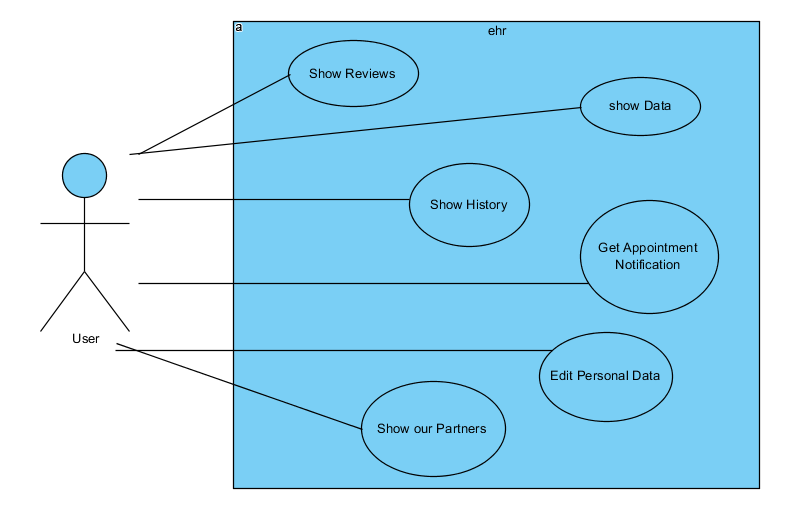 a
ehr
Show Reviews
show Data
Show History
Get Appointment
Notification
User
Edit Personal Data
Show our Partners